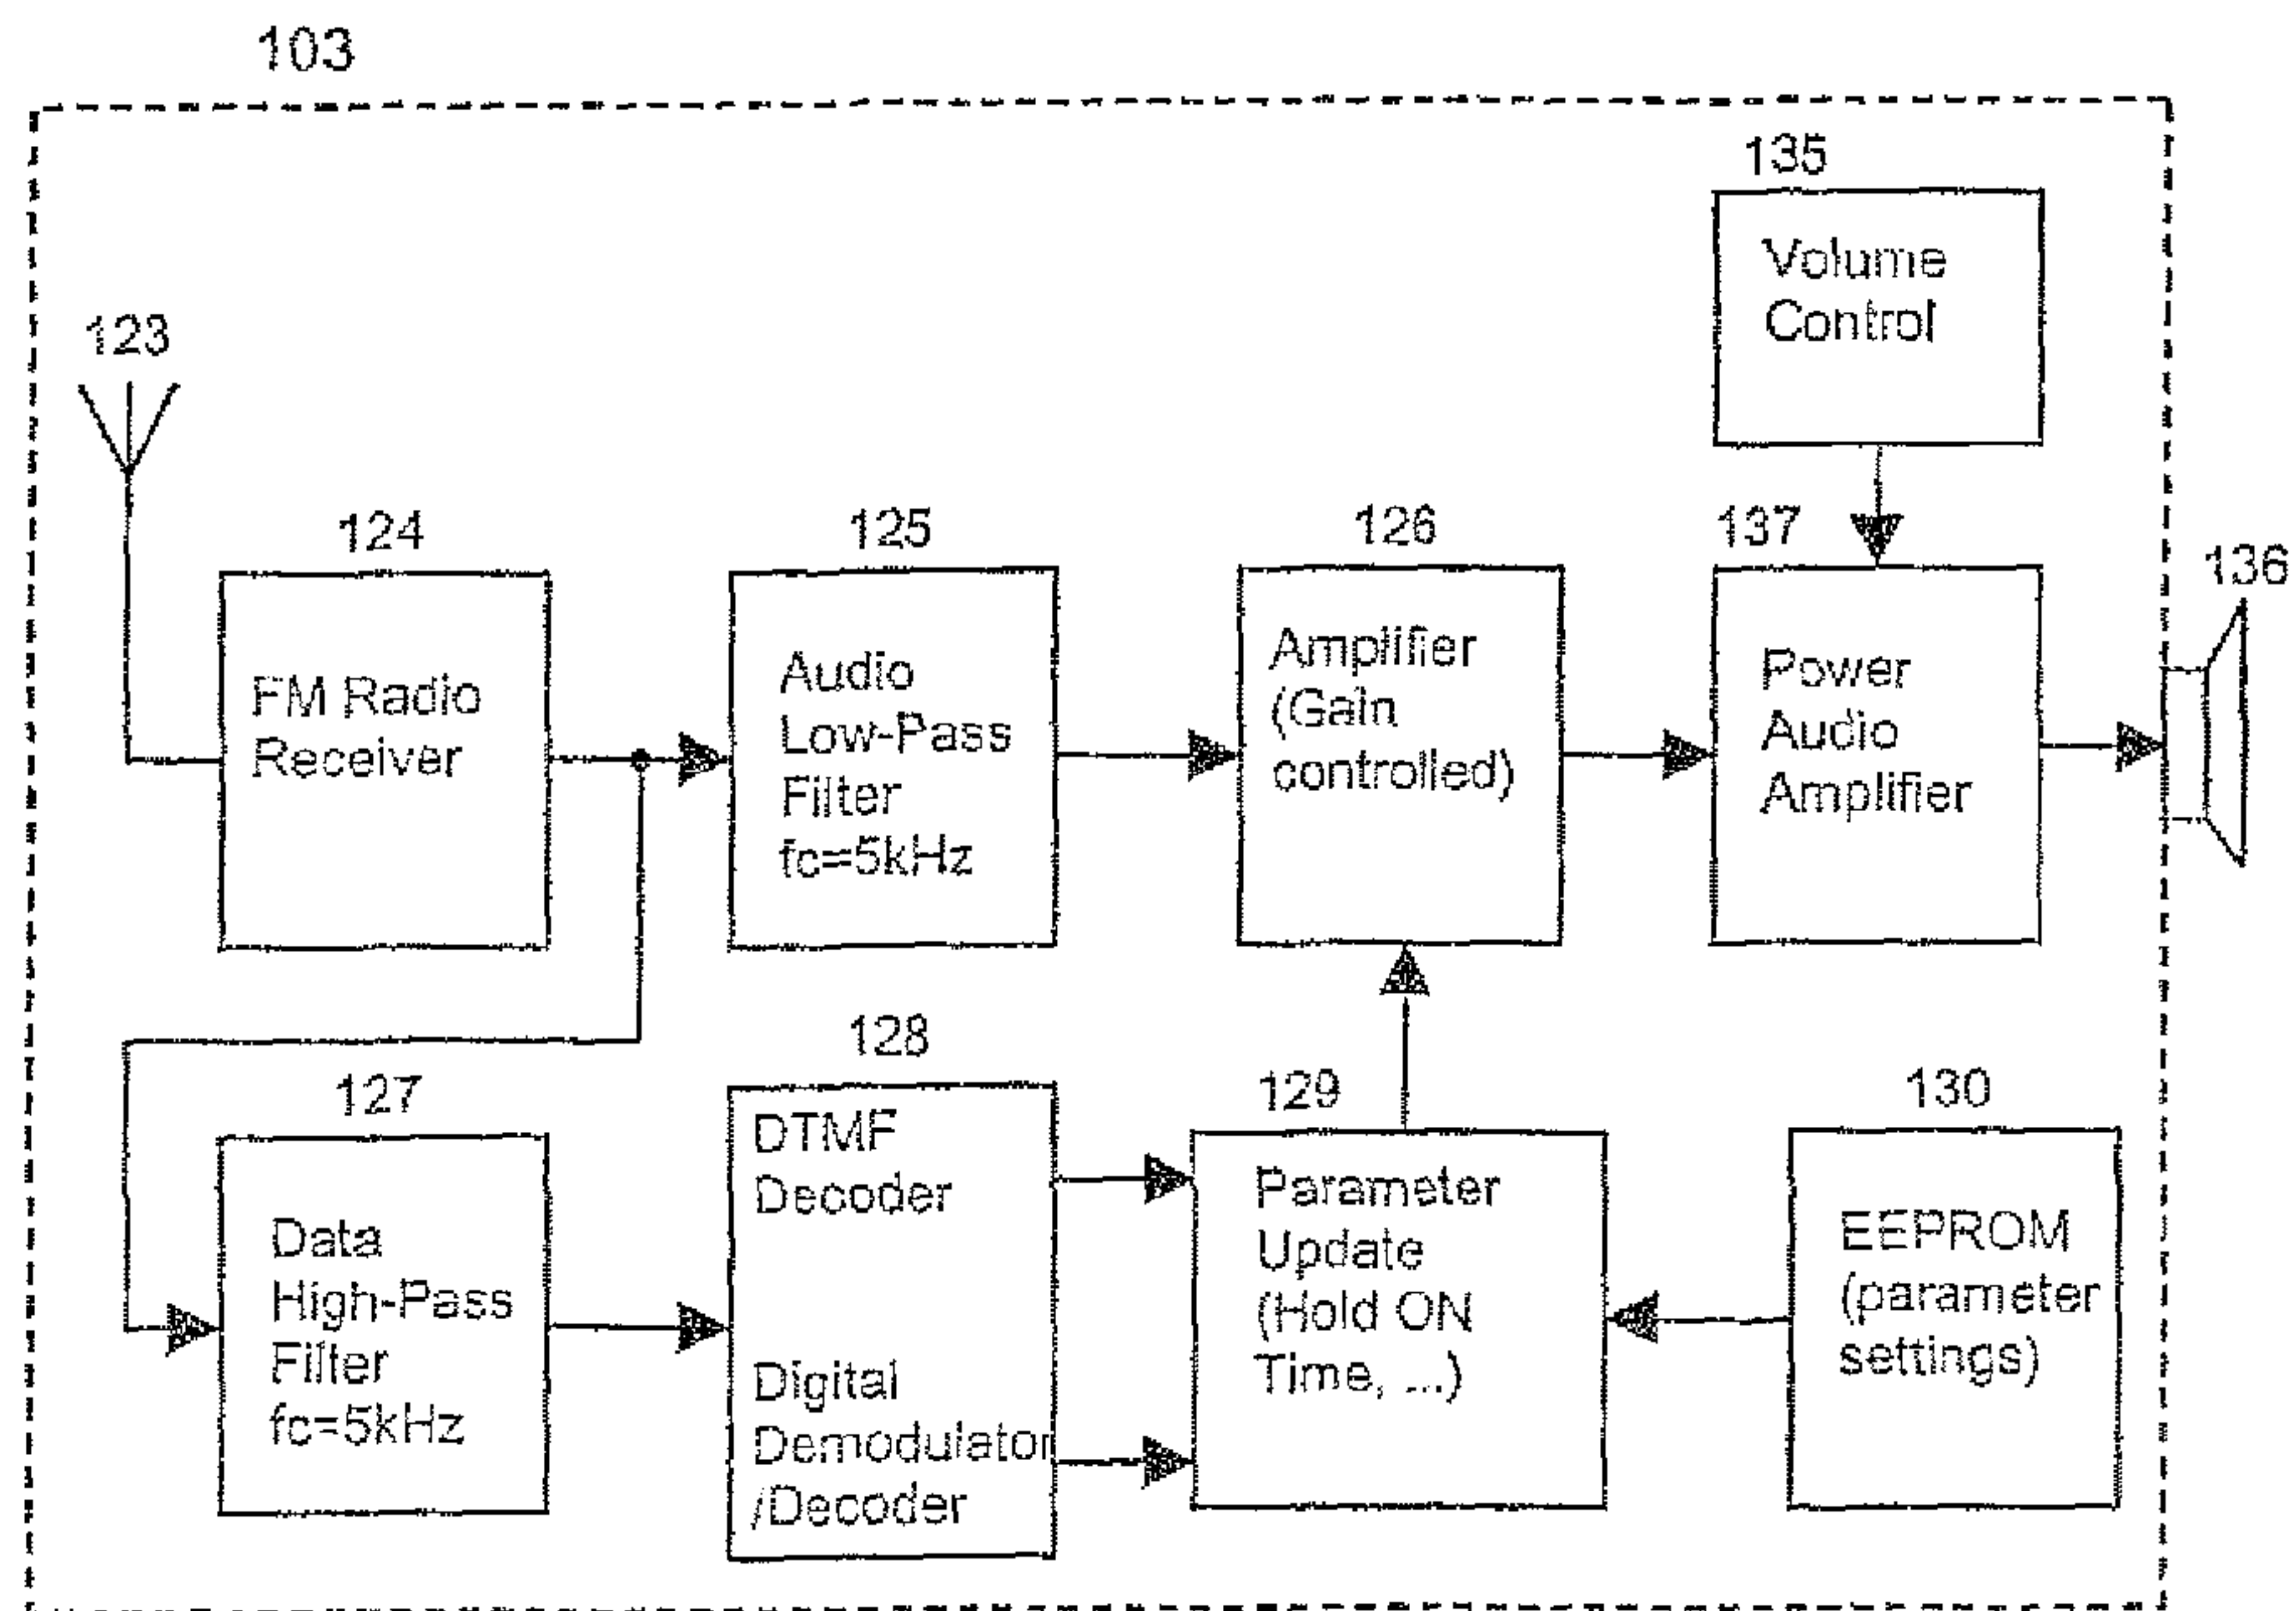 103
135
Volume
Control
123
124
FM Radio
Receiver
125
Audio
Low-Pass
Filter
fc=5kHz
126
Amplifier
(Gain
controlled)
137
Power
Audio
Amplifier
136
127
Data
High-Pass
Filter
fc=5kHz
128
DTMF
Decoder
Digital
Demodulator
/Decoder
129
Parameter
Update
(Hold ON
Time, ...)
130
EEPROM
(parameter
settings)